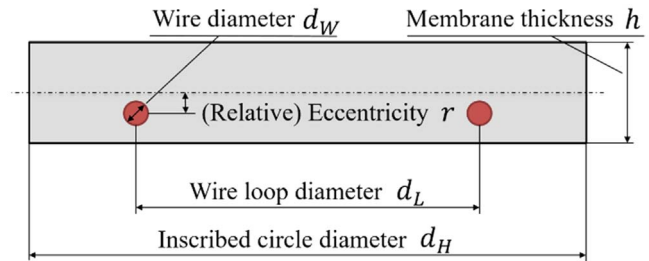 Wire diameter d_W
Membrane thickness h
(Relative) Eccentricity r
Wire loop diameter d_L
Inscribed circle diameter d_H